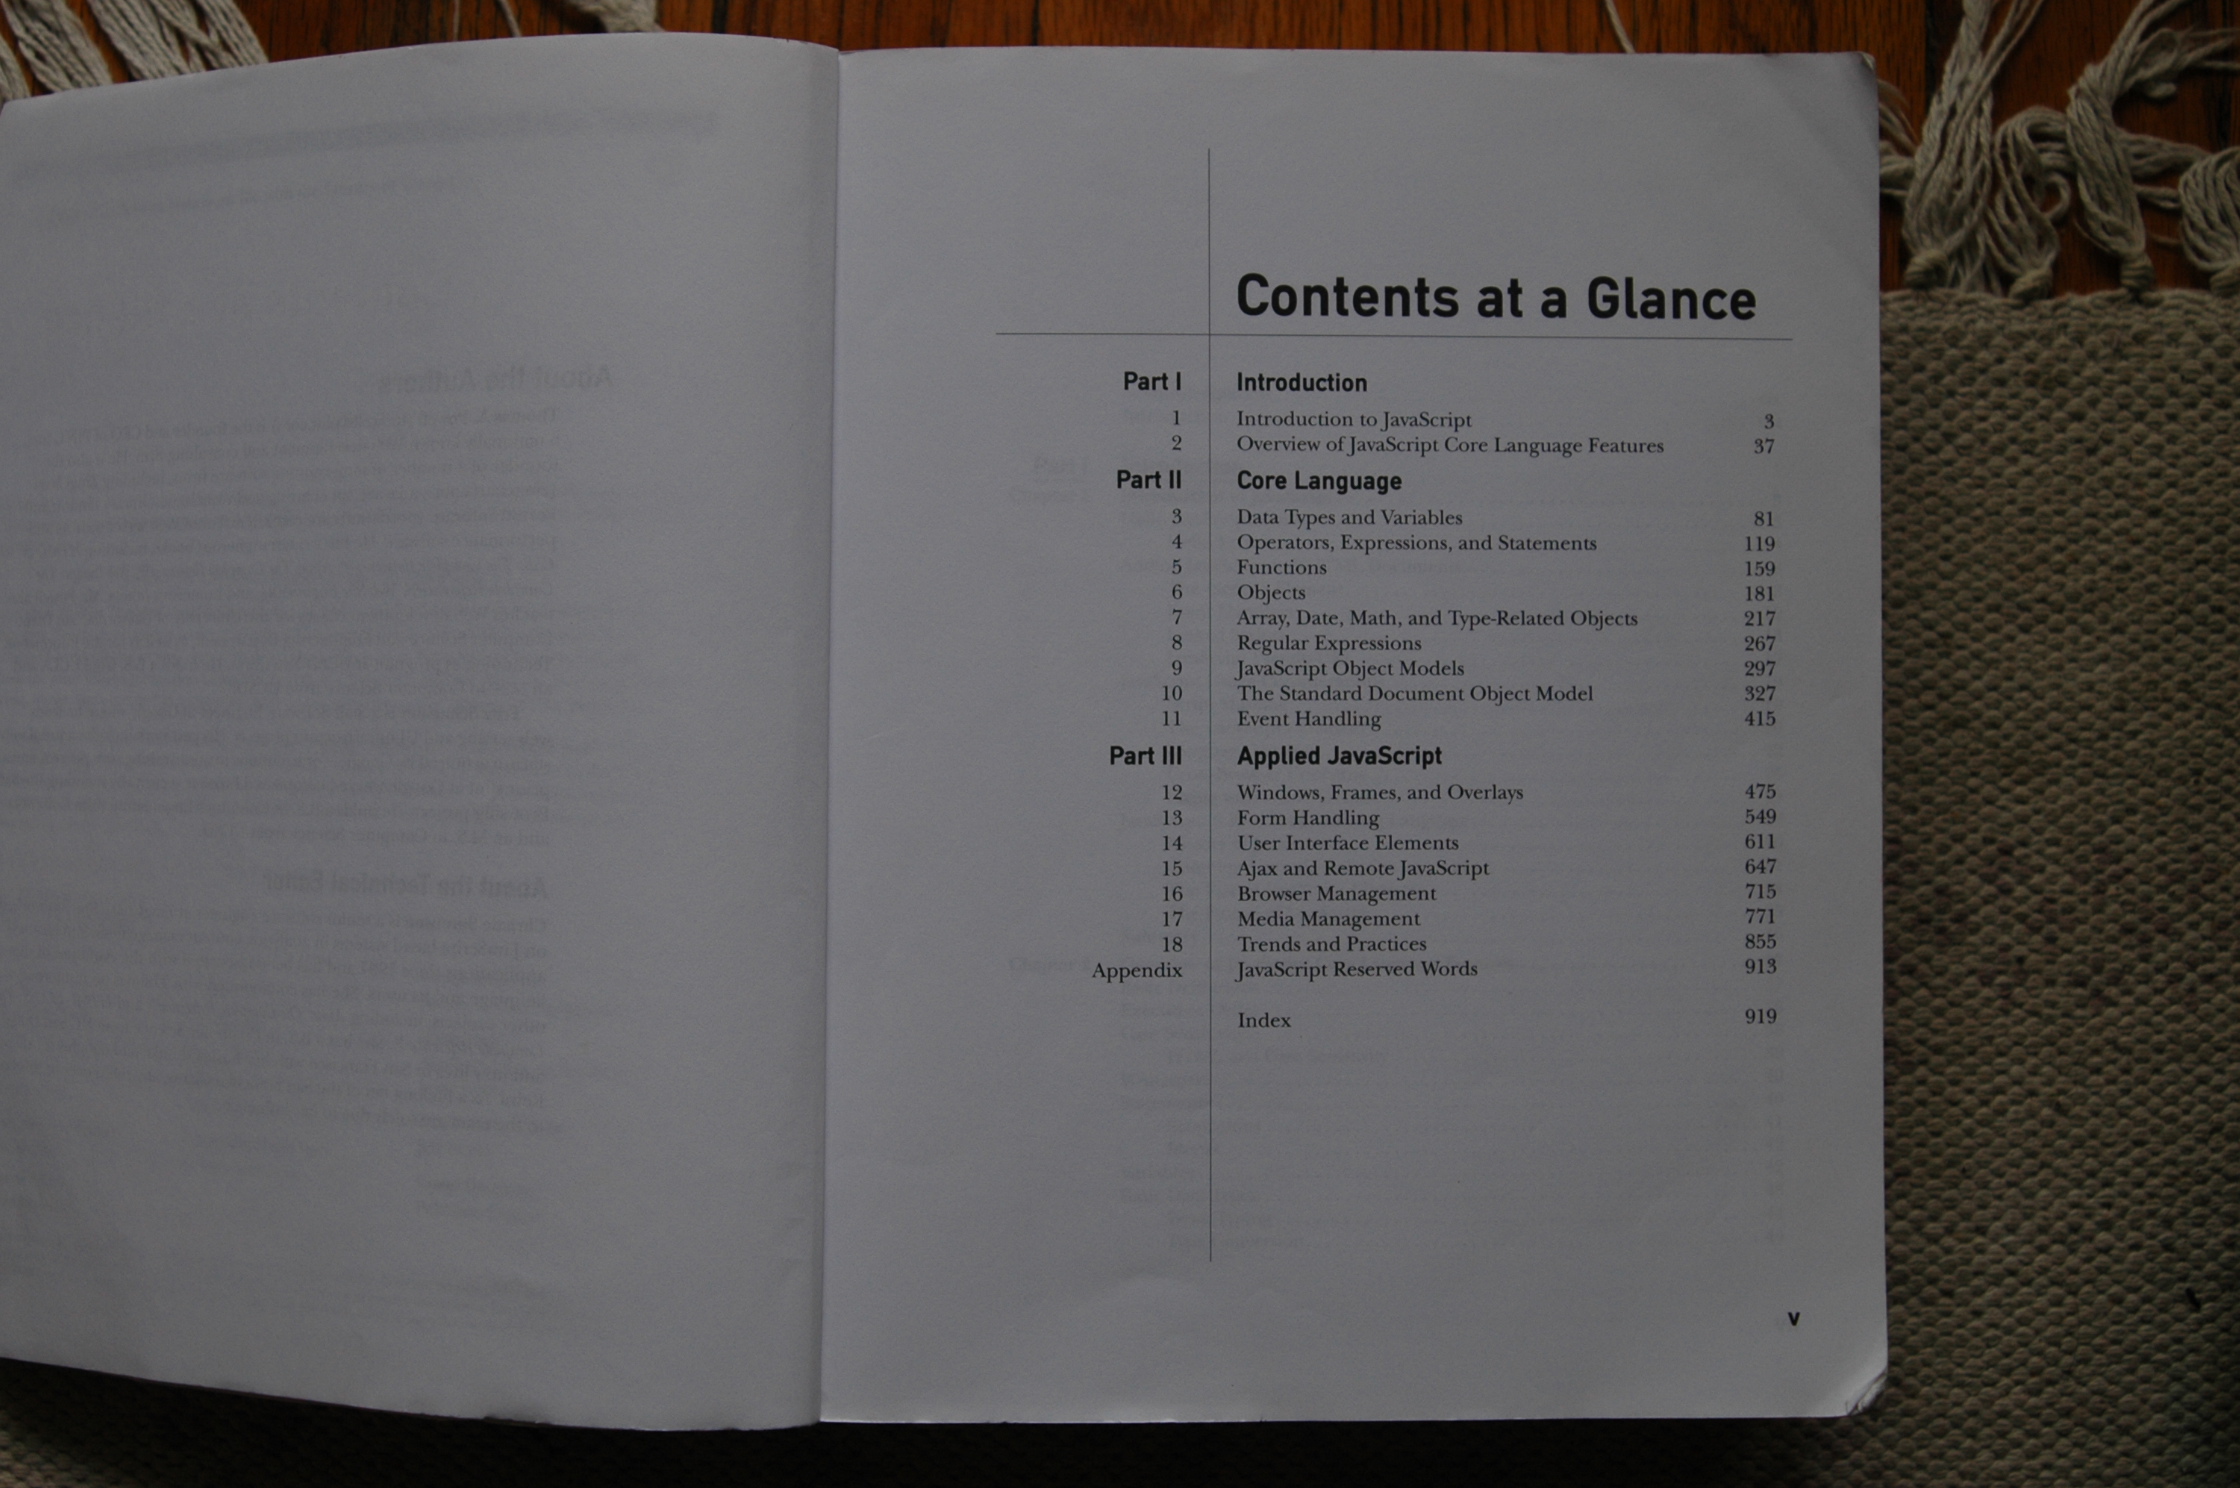 Contents at a Glance
Part I Introduction
1 Introduction to JavaScript 3
2 Overview of JavaScript Core Language Features 37
Part II Core Language
3 Data Types and Variables 81
4 Operators, Expressions, and Statements 119
5 Functions 159
6 Objects 181
7 Array, Date, Math, and Type-Related Objects 217
8 Regular Expressions 267
9 JavaScript Object Models 297
10 The Standard Document Object Model 327
11 Event Handling 415
Part III Applied JavaScript
12 Windows, Frames, and Overlays 475
13 Form Handling 549
14 User Interface Elements 611
15 Ajax and Remote JavaScript 647
16 Browser Management 715
17 Media Management 771
18 Trends and Practices 855
Appendix JavaScript Reserved Words 913
Index 919
v